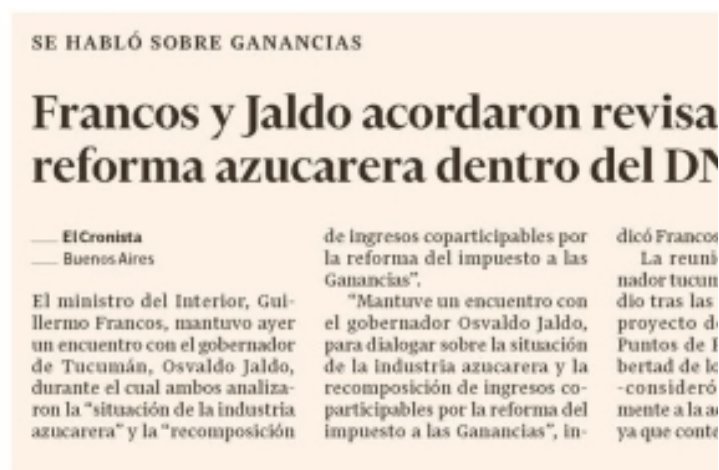 SE HABLÓ SOBRE GANANCIAS
Francos y Jaldo acordaron revisa
reforma azucarera dentro del DN
El Cronista
Buenos Aires
El ministro del Interior, Gui-
llermo Francos, mantuvo ayer
un encuentro con el gobernador
de Tucumán, Osvaldo Jaldo,
durante el cual ambos analiza-
ron la "situación de la industria
azucarera" y la "recomposición
de ingresos coparticipables por
la reforma del impuesto a las
Ganancias".
"Mantuve un encuentro con
el gobernador Osvaldo Jaldo,
para dialogar sobre la situación
de la industria azucarera y la
recomposición de ingresos co-
participables por la reforma del
impuesto a las Ganancias", in-
dicó Francos
La reuni
nador tucum
dio tras las
proyecto d
Puntos de
bertad de lo
-consideró
mente a la a
ya que conte